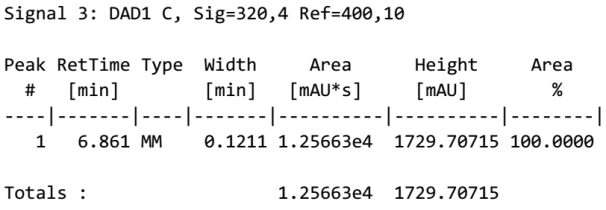 Signal 3: DAD1 C, Sig=320,4 Ref=400,10
Peak RetTime Type  Width     Area      Height     Area
  #   [min]        [min]   [mAU*s]     [mAU]        %
----|-------|----|-------|----------|----------|--------|
   1   6.861 MM    0.1211 1.25663e4  1729.70715 100.0000
Totals :                  1.25663e4  1729.70715